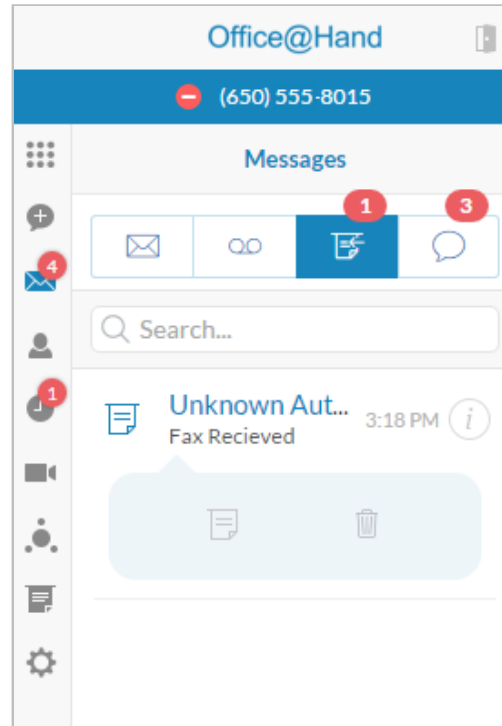 Office@Hand
(650) 555-8015
Messages
1
3
4
Search...
Unknown Aut... 3:18 PM i
1
Fax Recieved